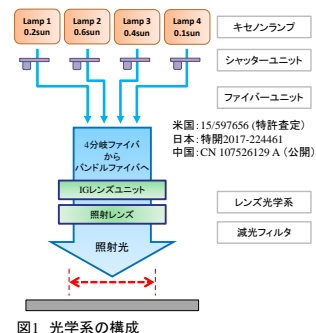 Lamp 1
0.2sun
Lamp 2
0.6sun
Lamp 3
0.4sun
Lamp 4
0.1sun
キセノンランプ
シャッターユニット
ファイバーユニット
米国：15/597656 (特許査定)
日本：特開2017-224461
中国：CN 107526129 A （公開）
4分岐ファイバ
から
バンドルファイバへ
IGレンズユニット
照射レンズ
照射光
レンズ光学系
減光フィルタ
図1 光学系の構成